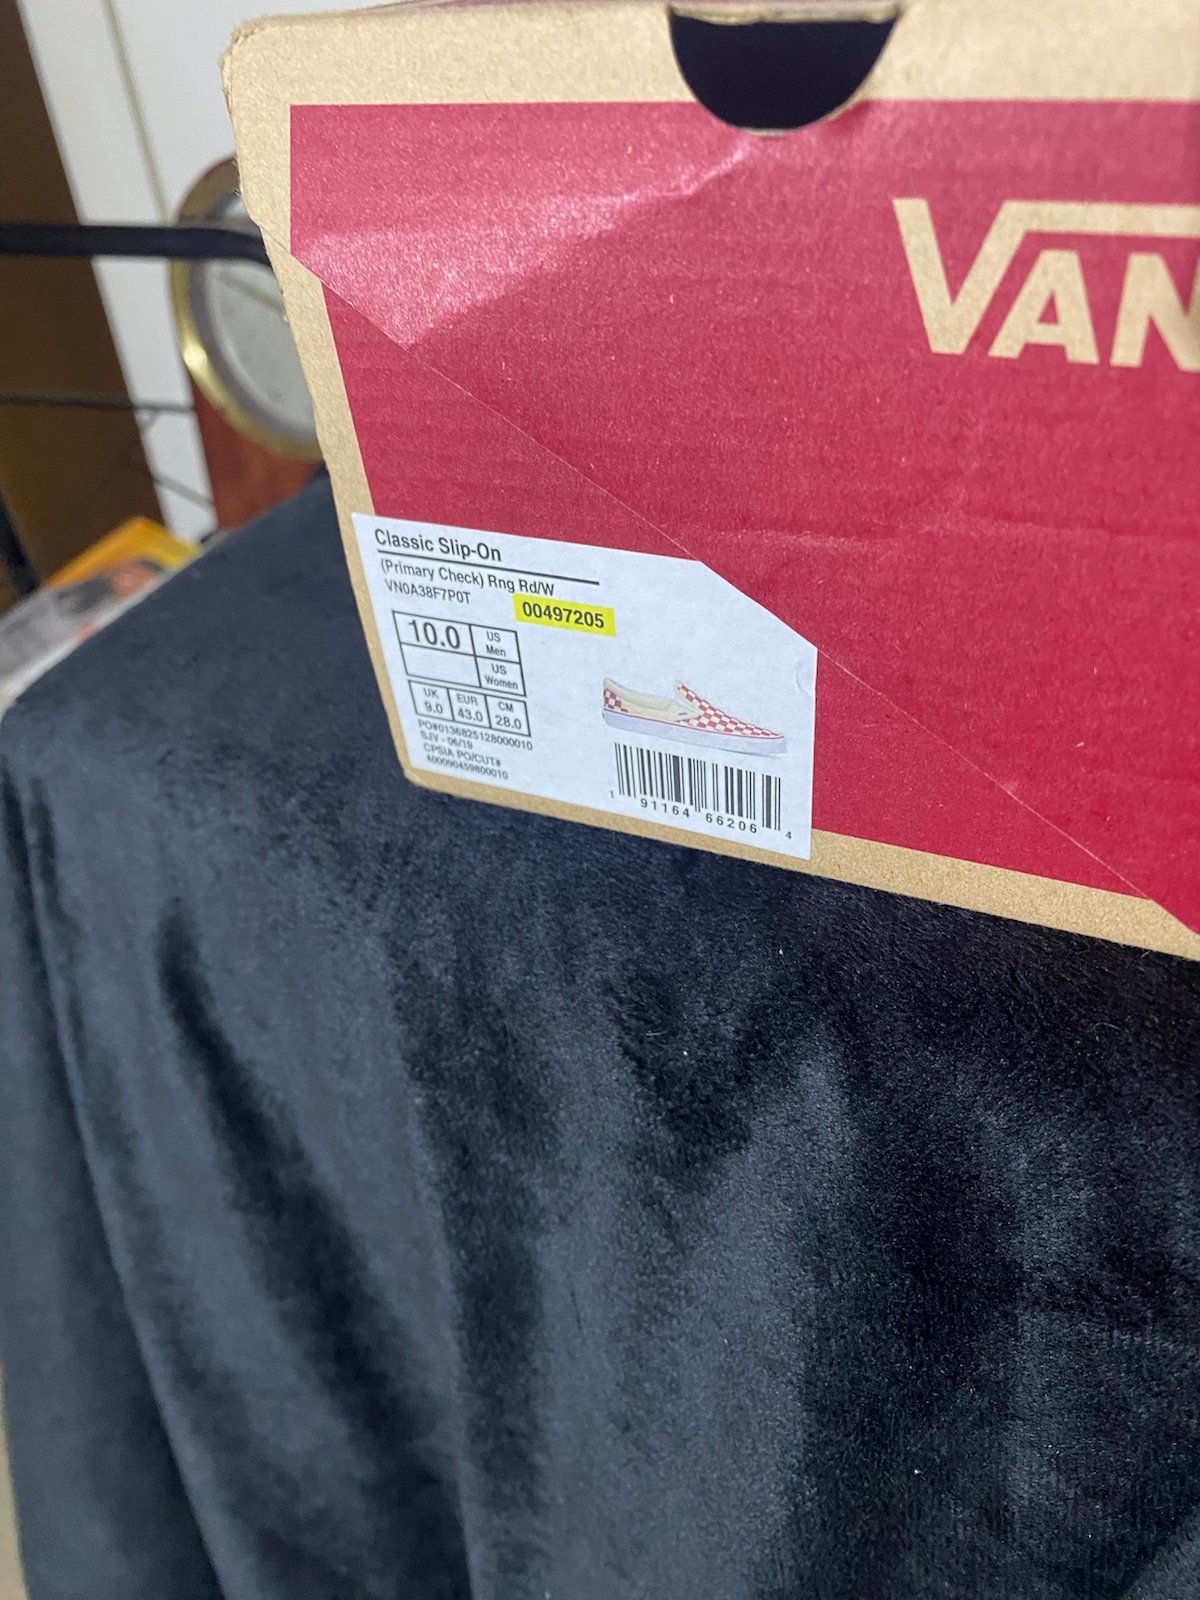 VAN
Classic Slip-On
(Primary Check) Rng Rd/W
VN0A38F7P0T
00497205
10.0 US Men
US Women
UK 9.0 EUR 43.0 CM 28.0
PO#0136825128000010
SJV - 06/19
CPSIA PO/CUT#
400090459800010
1 91164 66206 4